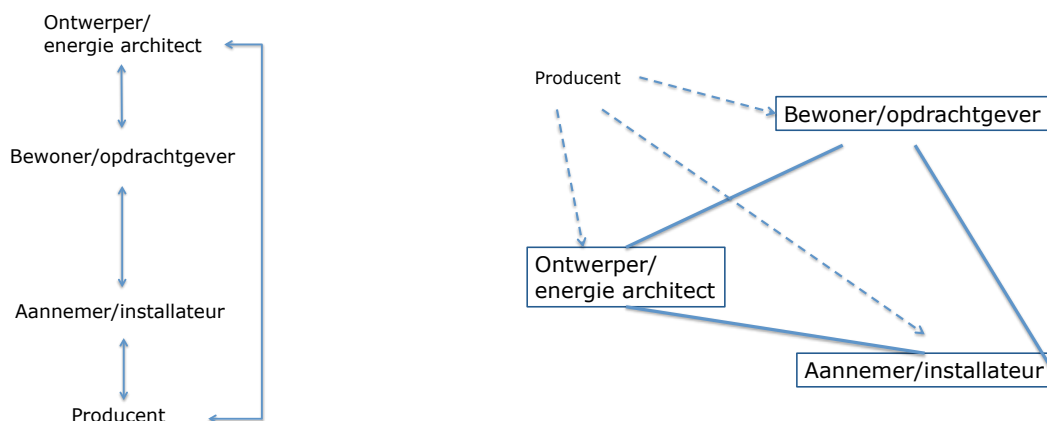 Ontwerper/
energie architect
Bewoner/opdrachtgever
Aannemer/installateur
Producent
Producent
Bewoner/opdrachtgever
Ontwerper/
energie architect
Aannemer/installateur